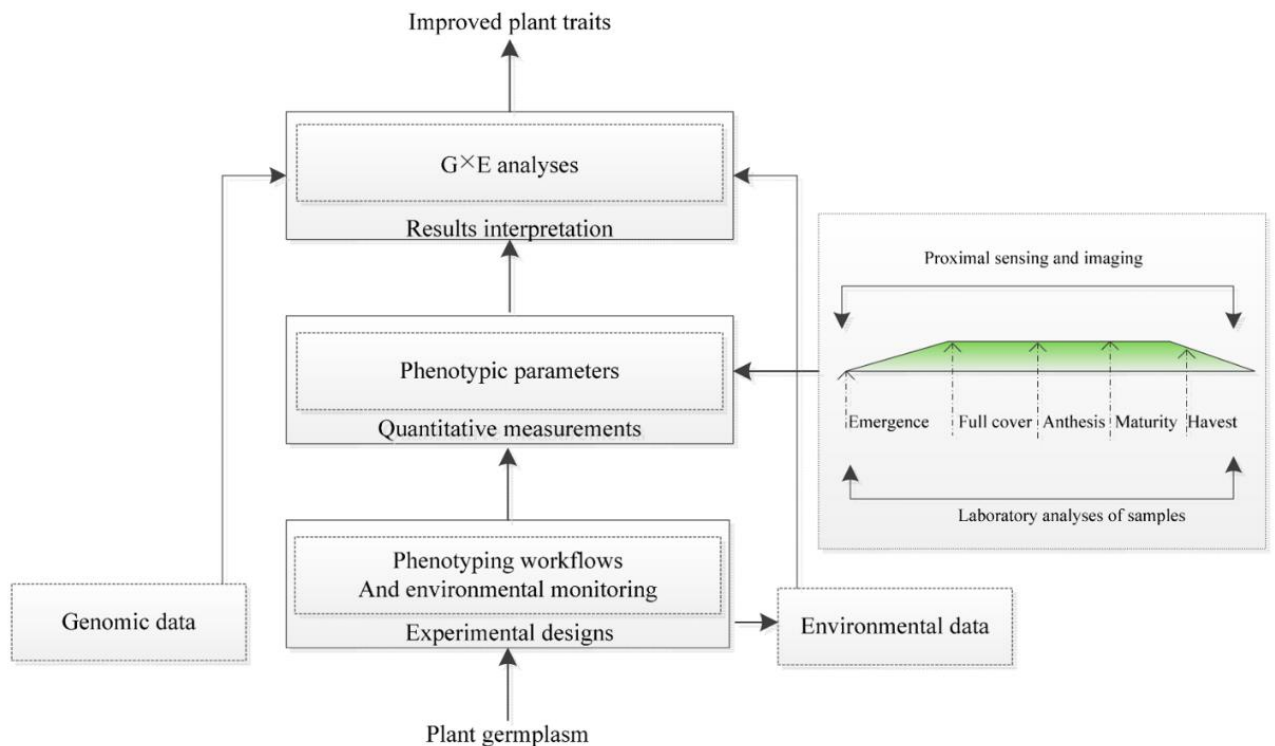 Improved plant traits
G×E analyses
Results interpretation
Proximal sensing and imaging
Phenotypic parameters
Quantitative measurements
Emergence
Full cover
Anthesis
Maturity
Havest
Laboratory analyses of samples
Phenotyping workflows
And environmental monitoring
Experimental designs
Genomic data
Environmental data
Plant germplasm